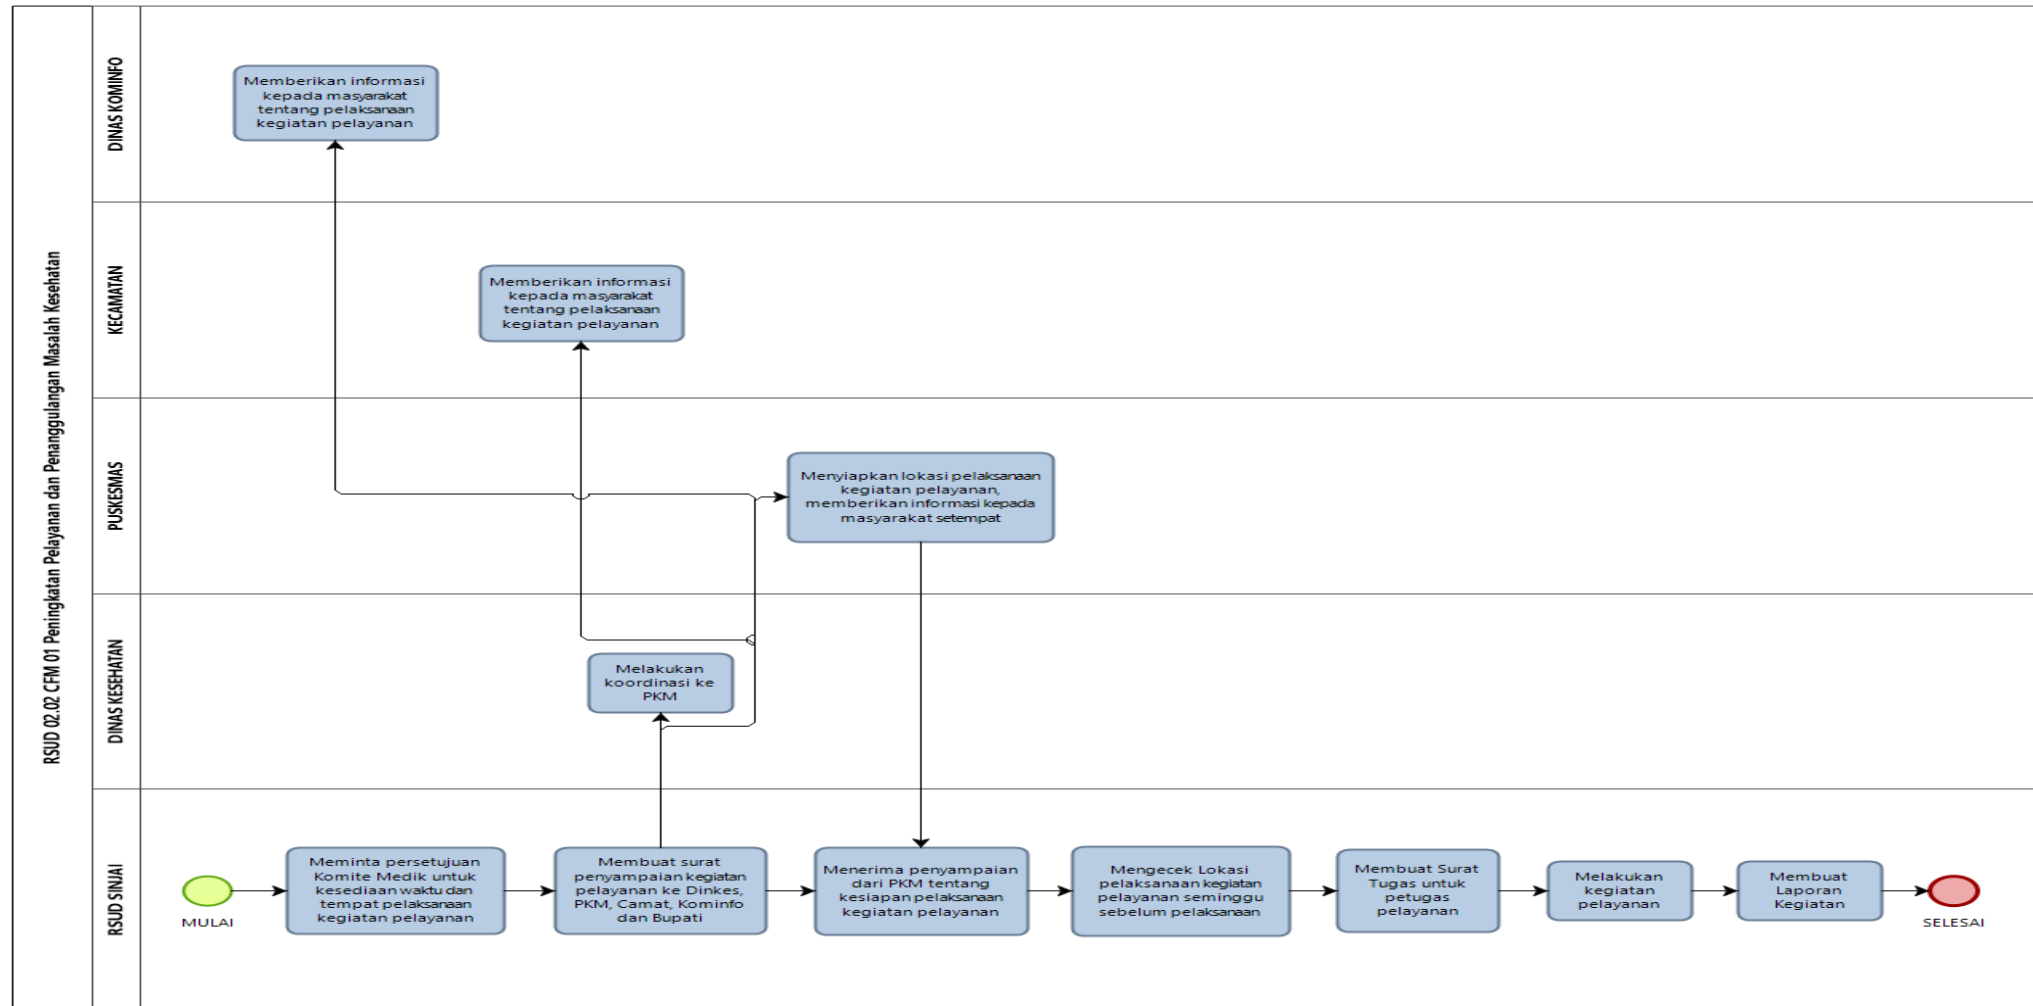 RSUD 02.02 CFM 01 Peningkatan Pelayanan dan Penanggulangan Masalah Kesehatan
DINAS KOMINFO
Memberikan informasi
kepada masyarakat
tentang pelaksanaan
kegiatan pelayanan
KECAMATAN
Memberikan informasi
kepada masyarakat
tentang pelaksanaan
kegiatan pelayanan
PUSKESMAS
Menyiapkan lokasi pelaksanaan
kegiatan pelayanan,
memberikan informasi kepada
masyarakat setempat
DINAS KESEHATAN
Melakukan
koordinasi ke
PKM
RSUD SINJAI
MULAI
Meminta persetujuan
Komite Medik untuk
kesediaan waktu dan
tempat pelaksanaan
kegiatan pelayanan
Membuat surat
penyampaian kegiatan
pelayanan ke Dinkes,
PKM, Camat, Kominfo
dan Bupati
Menerima penyampaian
dari PKM tentang
kesiapan pelaksanaan
kegiatan pelayanan
Mengecek Lokasi
pelaksanaan kegiatan
pelayanan seminggu
sebelum pelaksanaan
Membuat Surat
Tugas untuk
petugas
pelayanan
Melakukan
kegiatan
pelayanan
Membuat
Laporan
Kegiatan
SELESAI